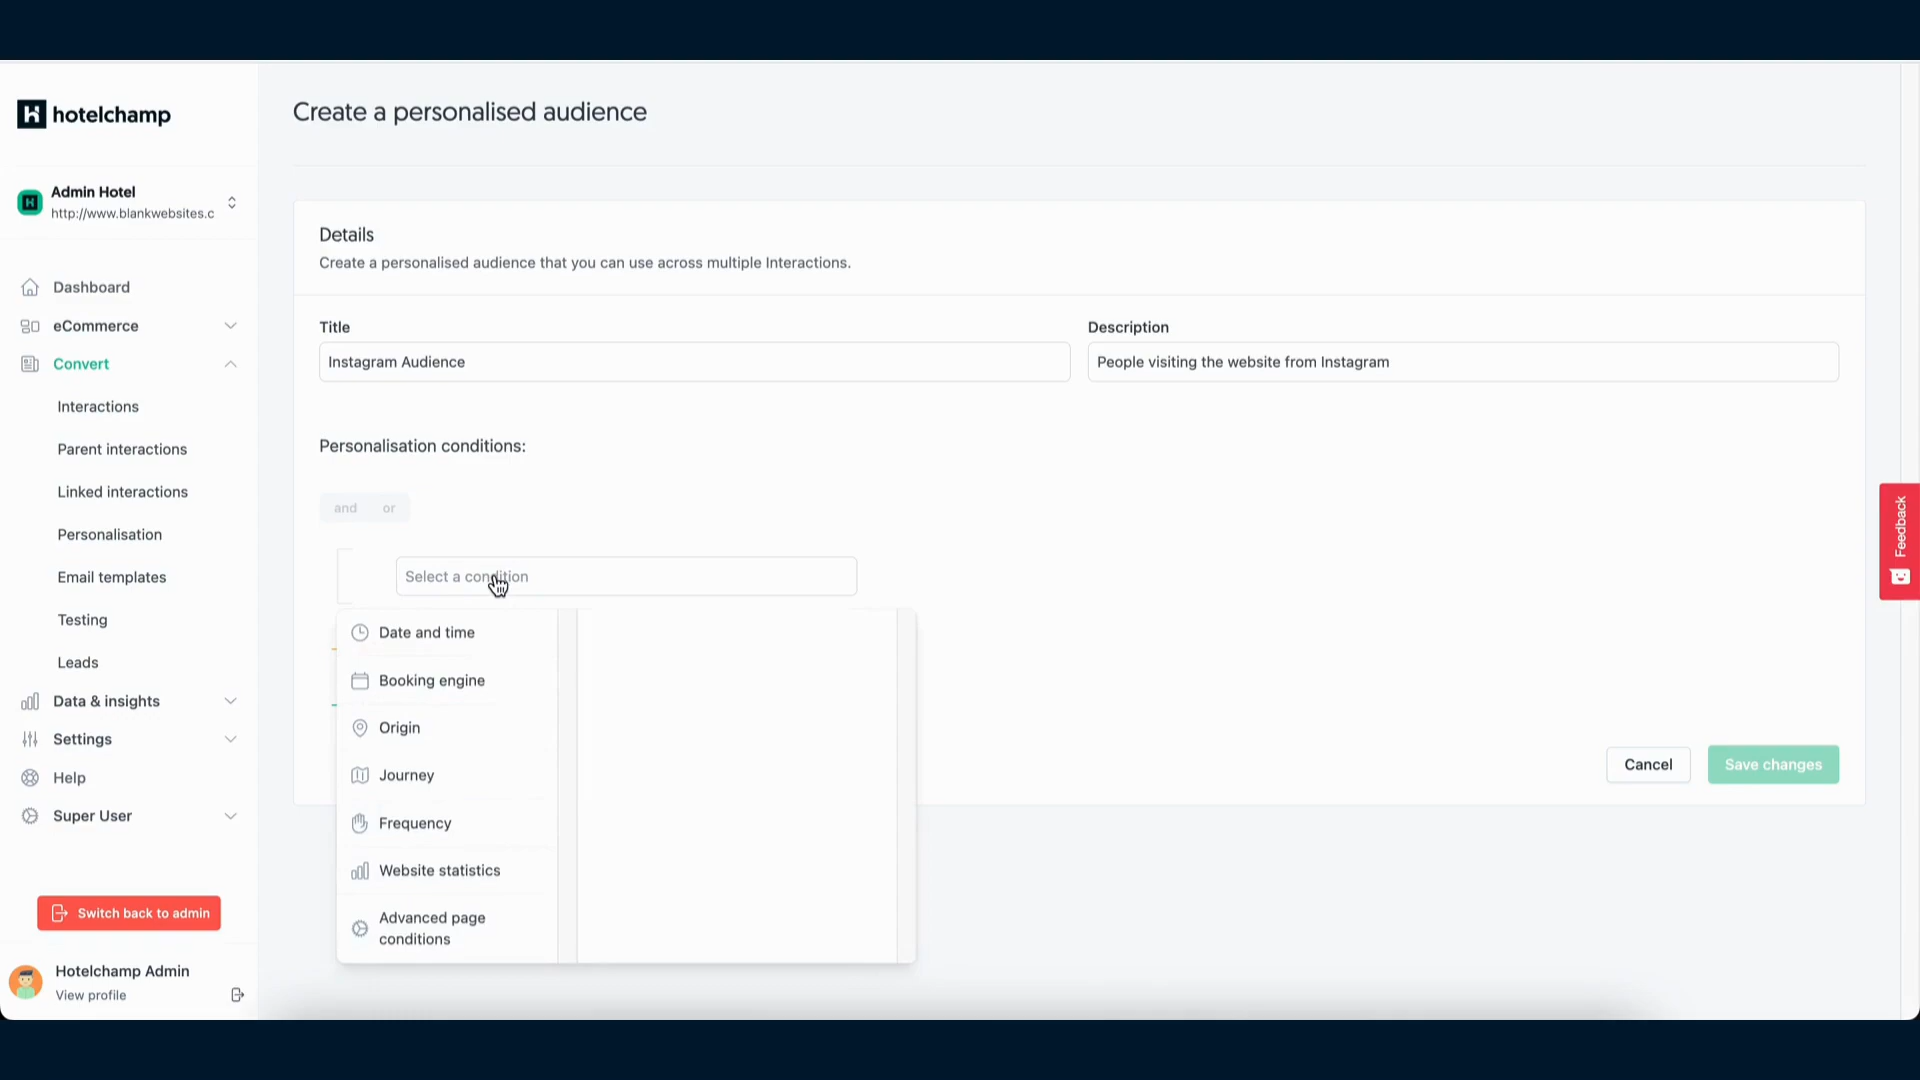 hotelchamp
Create a personalised audience
Admin Hotel
http://www.blankwebsites.c
Details
Create a personalised audience that you can use across multiple Interactions.
Dashboard
eCommerce
Convert
Interactions
Parent interactions
Linked interactions
Personalisation
Email templates
Testing
Leads
Data & insights
Settings
Help
Super User
Switch back to admin
Hotelchamp Admin
View profile
Title
Instagram Audience
Description
People visiting the website from Instagram
Personalisation conditions:
and or
Select a condition
Date and time
Booking engine
Origin
Journey
Frequency
Website statistics
Advanced page
conditions
Cancel
Save changes
Feedback